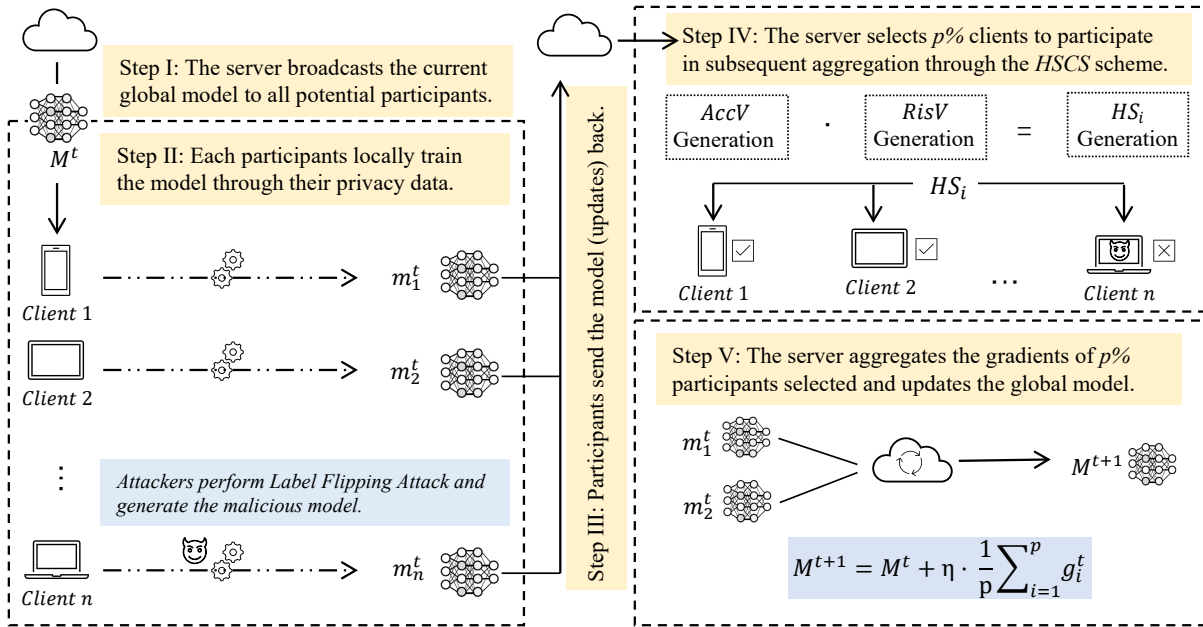 Step I: The server broadcasts the current
global model to all potential participants.
M^t
Step II: Each participants locally train
the model through their privacy data.
Client 1
m_1^t
Client 2
m_2^t
⋮
Attackers perform Label Flipping Attack and
generate the malicious model.
Client n
m_n^t
Step III: Participants send the model (updates) back.
Step IV: The server selects p% clients to participate
in subsequent aggregation through the HSCS scheme.
AccV
Generation
·
RisV
Generation
=
HS_i
Generation
HS_i
Client 1
Client 2
...
Client n
Step V: The server aggregates the gradients of p%
participants selected and updates the global model.
m_1^t
m_2^t
M^{t+1}
M^{t+1} = M^t + η · \frac{1}{p} \sum_{i=1}^{p} g_i^t